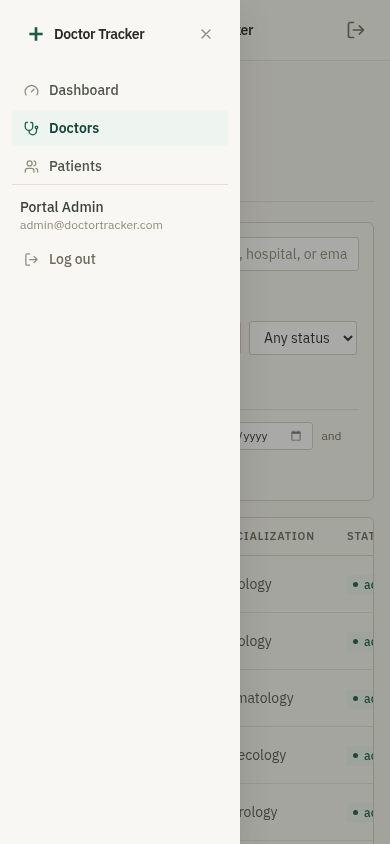 Doctor Tracker
Dashboard
Doctors
Patients
Portal Admin
admin@doctortracker.com
Log out
, hospital, or ema
Any status
/yyyy
and
CIALIZATION STAT
ology
ology
matology
ecology
rology